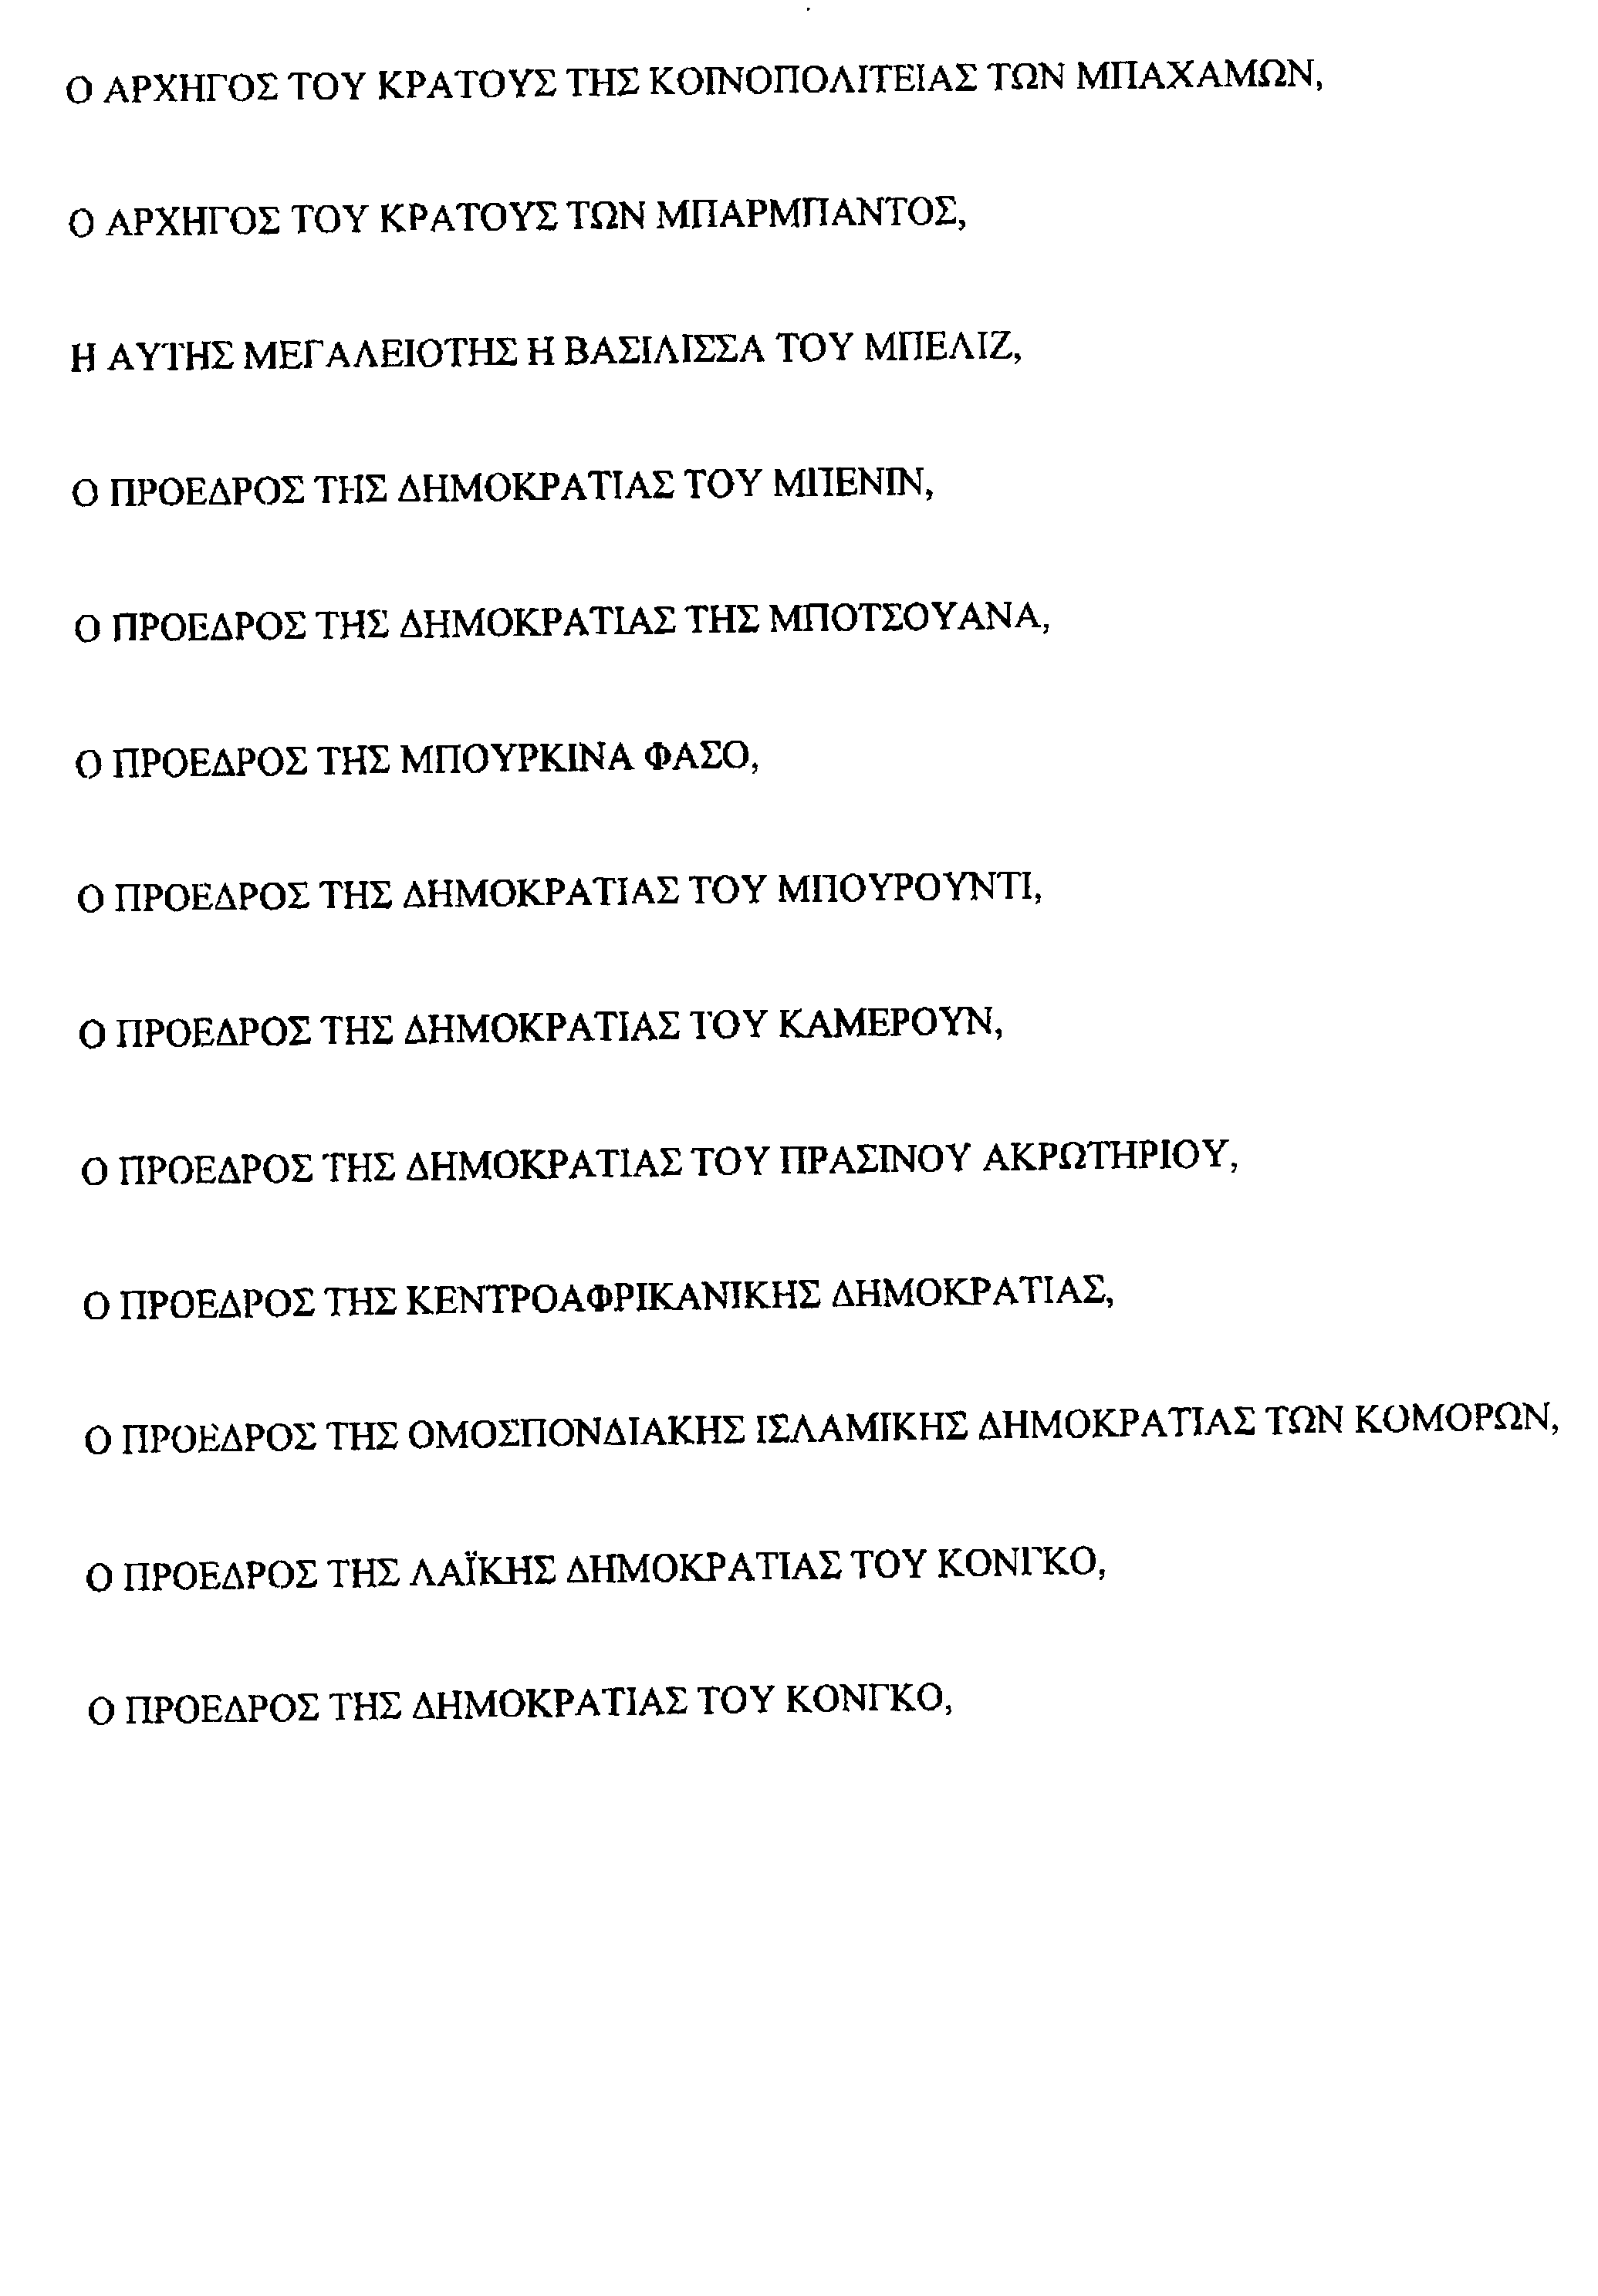 Ο ΑΡΧΗΓΟΣ ΤΟΥ ΚΡΑΤΟΥΣ ΤΗΣ ΚΟΙΝΟΠΟΛΙΤΕΙΑΣ ΤΩΝ ΜΠΑΧΑΜΩΝ,
Ο ΑΡΧΗΓΟΣ ΤΟΥ ΚΡΑΤΟΥΣ ΤΩΝ ΜΠΑΡΜΠΑΝΤΟΣ,
Η ΑΥΤΗΣ ΜΕΓΑΛΕΙΟΤΗΣ Η ΒΑΣΙΛΙΣΣΑ ΤΟΥ ΜΠΕΛΙΖ,
Ο ΠΡΟΕΔΡΟΣ ΤΗΣ ΔΗΜΟΚΡΑΤΙΑΣ ΤΟΥ ΜΠΕΝΙΝ,
Ο ΠΡΟΕΔΡΟΣ ΤΗΣ ΔΗΜΟΚΡΑΤΙΑΣ ΤΗΣ ΜΠΟΤΣΟΥΑΝΑ,
Ο ΠΡΟΕΔΡΟΣ ΤΗΣ ΜΠΟΥΡΚΙΝΑ ΦΑΣΟ,
Ο ΠΡΟΕΔΡΟΣ ΤΗΣ ΔΗΜΟΚΡΑΤΙΑΣ ΤΟΥ ΜΠΟΥΡΟΥΝΤΙ,
Ο ΠΡΟΕΔΡΟΣ ΤΗΣ ΔΗΜΟΚΡΑΤΙΑΣ ΤΟΥ ΚΑΜΕΡΟΥΝ,
Ο ΠΡΟΕΔΡΟΣ ΤΗΣ ΔΗΜΟΚΡΑΤΙΑΣ ΤΟΥ ΠΡΑΣΙΝΟΥ ΑΚΡΩΤΗΡΙΟΥ,
Ο ΠΡΟΕΔΡΟΣ ΤΗΣ ΚΕΝΤΡΟΑΦΡΙΚΑΝΙΚΗΣ ΔΗΜΟΚΡΑΤΙΑΣ,
Ο ΠΡΟΕΔΡΟΣ ΤΗΣ ΟΜΟΣΠΟΝΔΙΑΚΗΣ ΙΣΛΑΜΙΚΗΣ ΔΗΜΟΚΡΑΤΙΑΣ ΤΩΝ ΚΟΜΟΡΩΝ,
Ο ΠΡΟΕΔΡΟΣ ΤΗΣ ΛΑΪΚΗΣ ΔΗΜΟΚΡΑΤΙΑΣ ΤΟΥ ΚΟΝΓΚΟ,
Ο ΠΡΟΕΔΡΟΣ ΤΗΣ ΔΗΜΟΚΡΑΤΙΑΣ ΤΟΥ ΚΟΝΓΚΟ,